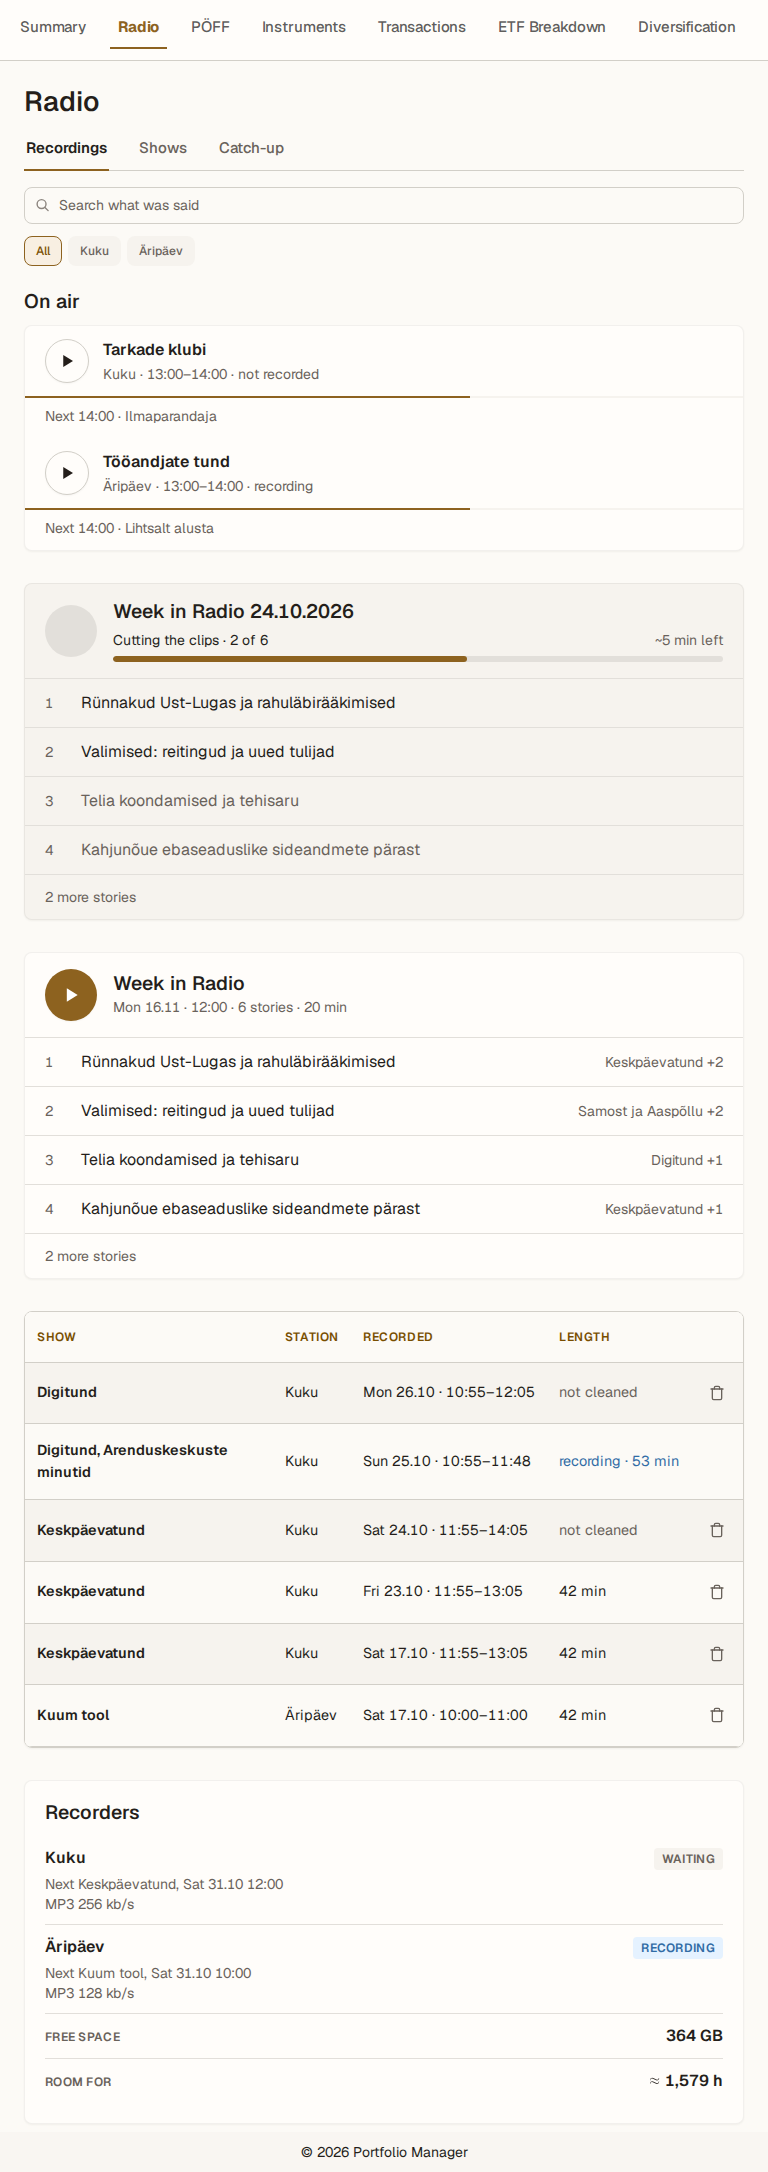 Summary Radio PÖFF Instruments Transactions ETF Breakdown Diversification
Radio
Recordings Shows Catch-up
Search what was said
All Kuku Äripäev
On air
Tarkade klubi
Kuku · 13:00–14:00 · not recorded
Next 14:00 · Ilmaparandaja
Tööandjate tund
Äripäev · 13:00–14:00 · recording
Next 14:00 · Lihtsalt alusta
Week in Radio 24.10.2026
Cutting the clips · 2 of 6 ~5 min left
1 Rünnakud Ust-Lugas ja rahuläbirääkimised
2 Valimised: reitingud ja uued tulijad
3 Telia koondamised ja tehisaru
4 Kahjunõue ebaseaduslike sideandmete pärast
2 more stories
Week in Radio
Mon 16.11 · 12:00 · 6 stories · 20 min
1 Rünnakud Ust-Lugas ja rahuläbirääkimised Keskpäevatund +2
2 Valimised: reitingud ja uued tulijad Samost ja Aaspõllu +2
3 Telia koondamised ja tehisaru Digitund +1
4 Kahjunõue ebaseaduslike sideandmete pärast Keskpäevatund +1
2 more stories
SHOW STATION RECORDED LENGTH
Digitund Kuku Mon 26.10 · 10:55–12:05 not cleaned
Digitund, Arenduskeskuste
minutid Kuku Sun 25.10 · 10:55–11:48 recording · 53 min
Keskpäevatund Kuku Sat 24.10 · 11:55–14:05 not cleaned
Keskpäevatund Kuku Fri 23.10 · 11:55–13:05 42 min
Keskpäevatund Kuku Sat 17.10 · 11:55–13:05 42 min
Kuum tool Äripäev Sat 17.10 · 10:00–11:00 42 min
Recorders
Kuku WAITING
Next Keskpäevatund, Sat 31.10 12:00
MP3 256 kb/s
Äripäev RECORDING
Next Kuum tool, Sat 31.10 10:00
MP3 128 kb/s
FREE SPACE 364 GB
ROOM FOR ≈ 1,579 h
© 2026 Portfolio Manager